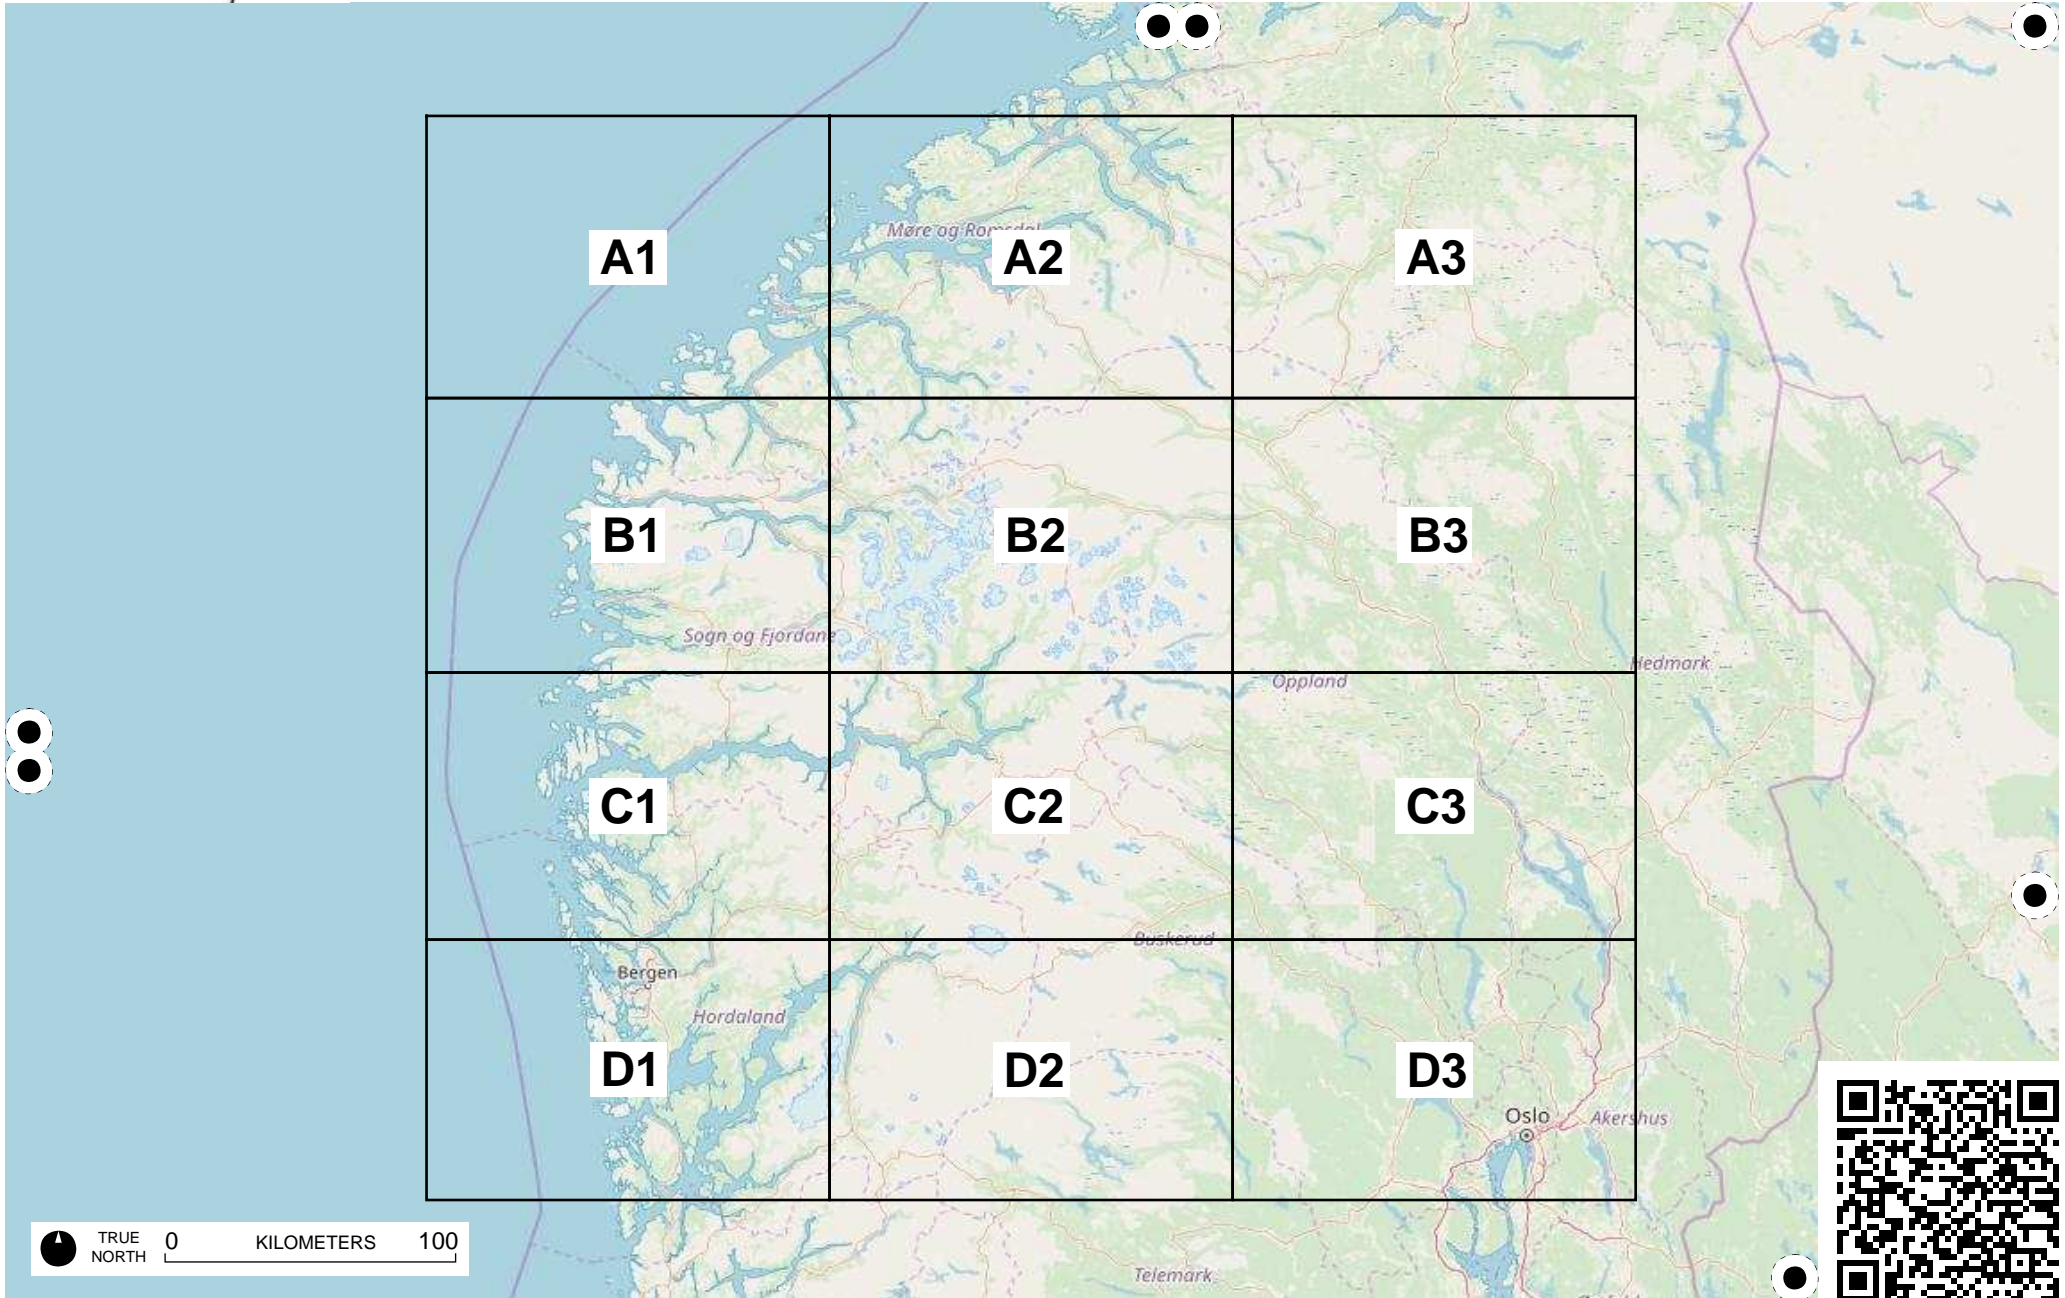 Møre og Romsdal
A1
A2
A3
B1
B2
B3
Sogn og Fjordane
Hedmark
Oppland
C1
C2
C3
Buskerud
Bergen
Hordaland
D1
D2
D3
Oslo
Akershus
TRUE NORTH
0 KILOMETERS 100
Telemark